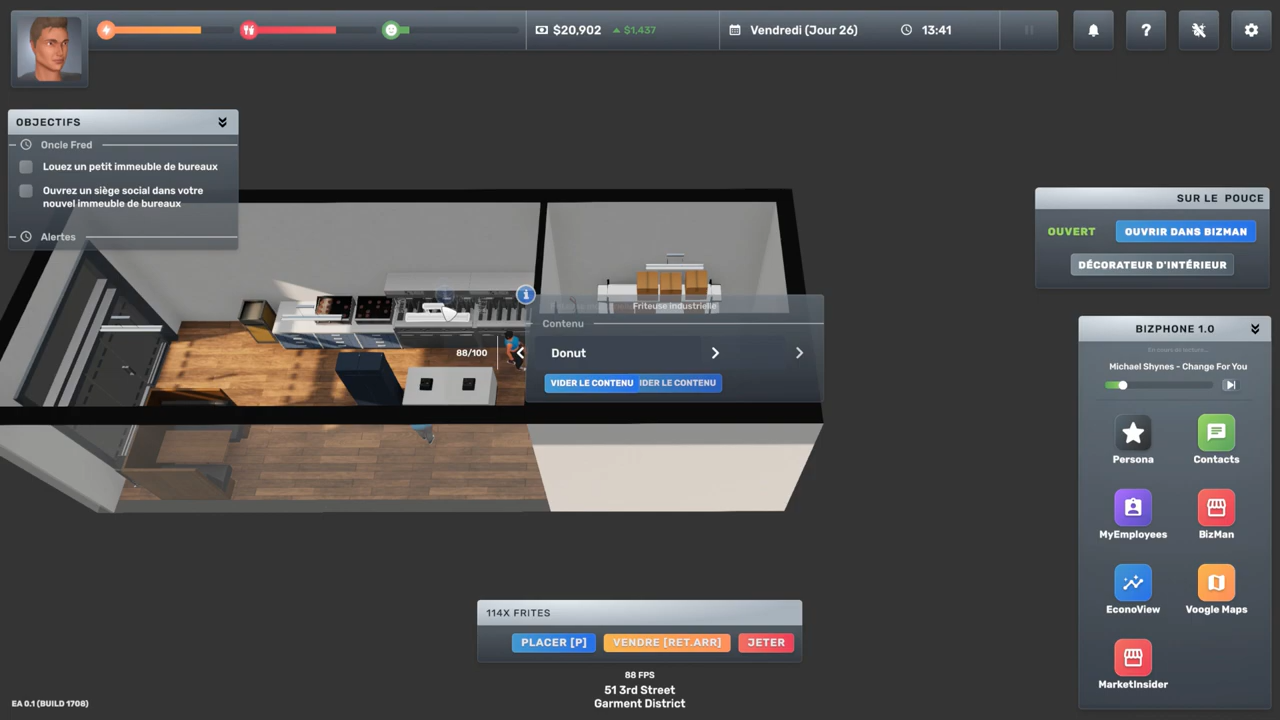 $20,902
$1,437
Vendredi (Jour 26)
13:41
OBJECTIFS
Oncle Fred
Louez un petit immeuble de bureaux
Ouvrez un siège social dans votre
nouvel immeuble de bureaux
Alertes
SUR LE POUCE
OUVERT
OUVRIR DANS BIZMAN
DÉCORATEUR D'INTÉRIEUR
Friteuse industrielle
Contenu
88/100
Donut
VIDER LE CONTENU
IDER LE CONTENU
BIZPHONE 1.0
En cours de lecture...
Michael Shynes - Change For You
Persona
Contacts
MyEmployees
BizMan
EconoView
Voogle Maps
MarketInsider
114X FRITES
PLACER [P]
VENDRE [RET.ARR]
JETER
88 FPS
51 3rd Street
Garment District
EA 0.1 (BUILD 1708)